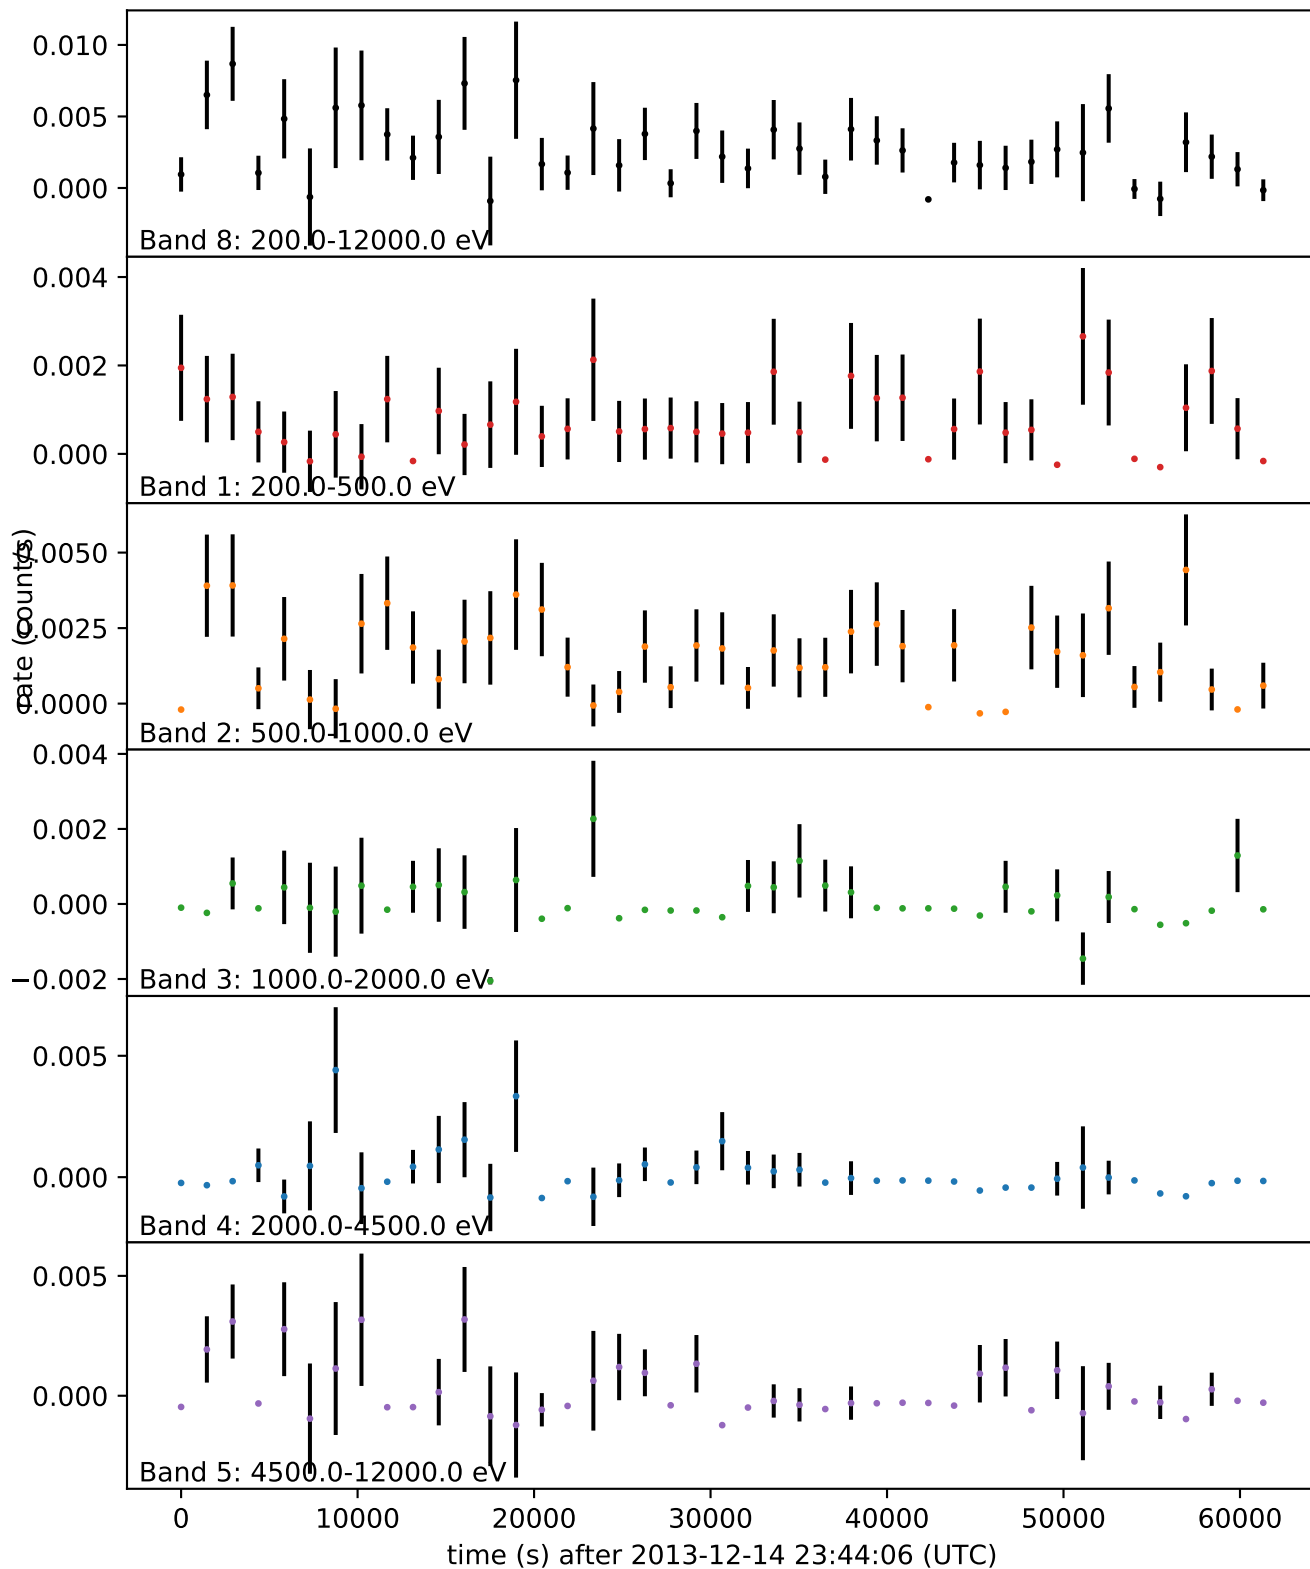 0.010
0.005
0.000
Band 8: 200.0-12000.0 eV
0.004
0.002
0.000
Band 1: 200.0-500.0 eV
rate (count/s)
0.0050
0.0025
0.0000
Band 2: 500.0-1000.0 eV
0.004
0.002
0.000
−0.002
Band 3: 1000.0-2000.0 eV
0.005
0.000
Band 4: 2000.0-4500.0 eV
0.005
0.000
Band 5: 4500.0-12000.0 eV
0 10000 20000 30000 40000 50000 60000
time (s) after 2013-12-14 23:44:06 (UTC)